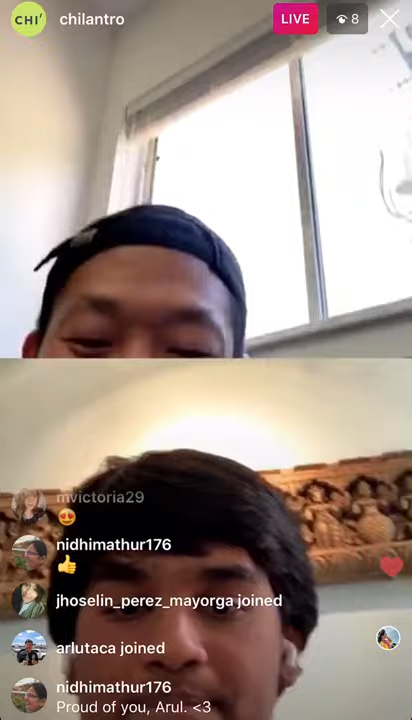 CHI'
chilantro
LIVE
8
mvictoria29
😍
nidhimathur176
👍
jhoselin_perez_mayorga joined
arlutaca joined
nidhimathur176
Proud of you, Arul. <3